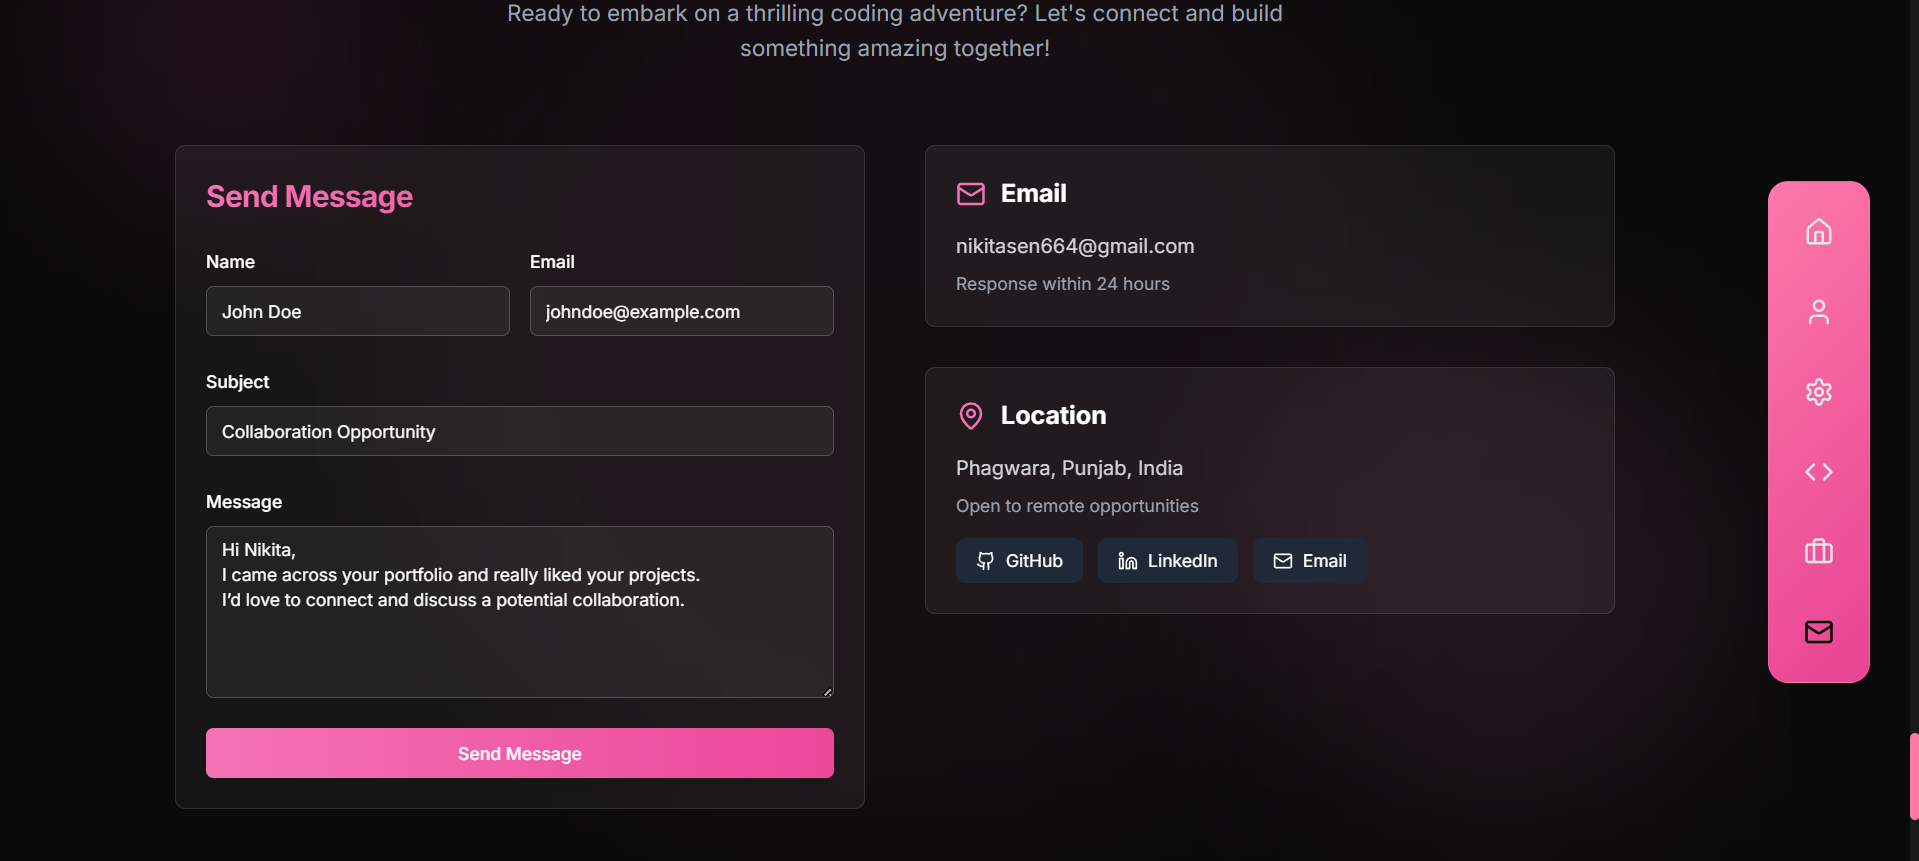 Ready to embark on a thrilling coding adventure? Let's connect and build
something amazing together!
Send Message
Name
Email
John Doe
johndoe@example.com
Subject
Collaboration Opportunity
Message
Hi Nikita,
I came across your portfolio and really liked your projects.
I’d love to connect and discuss a potential collaboration.
Send Message
Email
nikitasen664@gmail.com
Response within 24 hours
Location
Phagwara, Punjab, India
Open to remote opportunities
GitHub
LinkedIn
Email